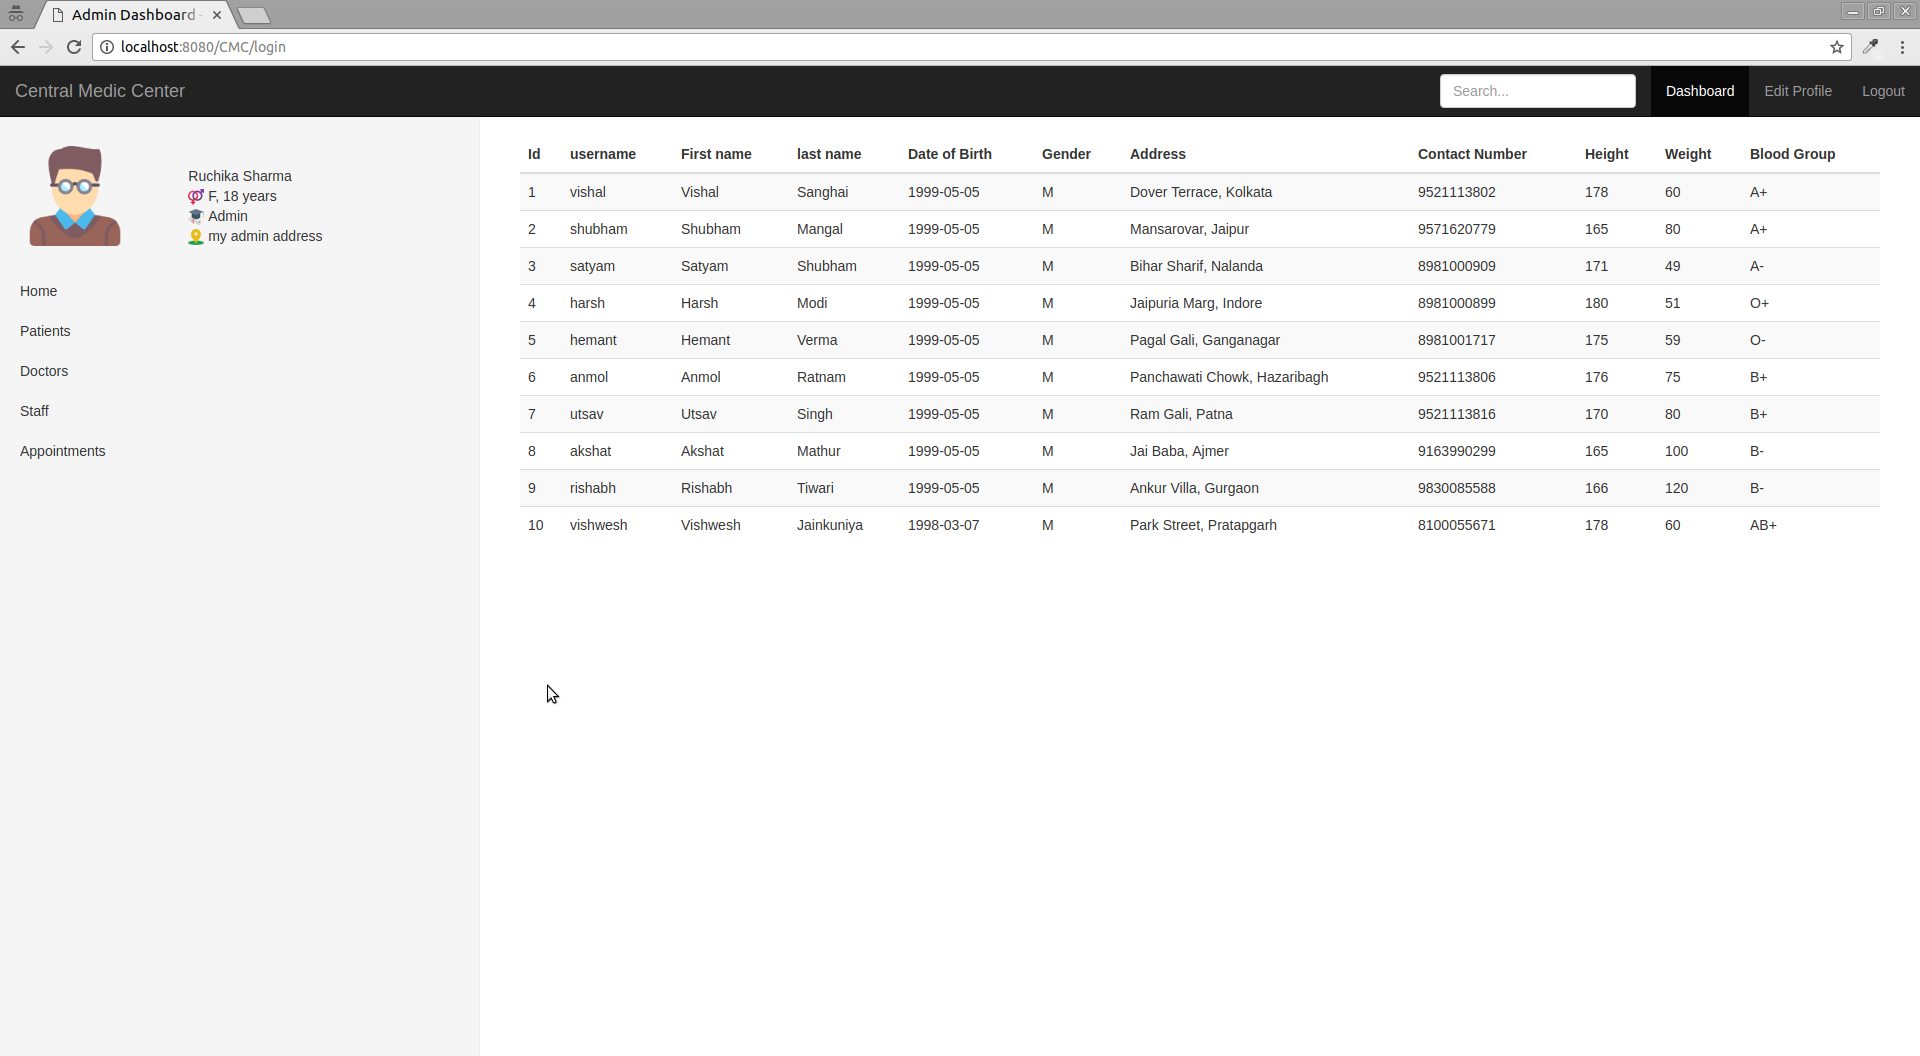 Admin Dashboard -
localhost:8080/CMC/login
Central Medic Center
Search...
Dashboard
Edit Profile
Logout
Ruchika Sharma
F, 18 years
Admin
my admin address
Home
Patients
Doctors
Staff
Appointments
Id username First name last name Date of Birth Gender Address Contact Number Height Weight Blood Group
1 vishal Vishal Sanghai 1999-05-05 M Dover Terrace, Kolkata 9521113802 178 60 A+
2 shubham Shubham Mangal 1999-05-05 M Mansarovar, Jaipur 9571620779 165 80 A+
3 satyam Satyam Shubham 1999-05-05 M Bihar Sharif, Nalanda 8981000909 171 49 A-
4 harsh Harsh Modi 1999-05-05 M Jaipuria Marg, Indore 8981000899 180 51 O+
5 hemant Hemant Verma 1999-05-05 M Pagal Gali, Ganganagar 8981001717 175 59 O-
6 anmol Anmol Ratnam 1999-05-05 M Panchawati Chowk, Hazaribagh 9521113806 176 75 B+
7 utsav Utsav Singh 1999-05-05 M Ram Gali, Patna 9521113816 170 80 B+
8 akshat Akshat Mathur 1999-05-05 M Jai Baba, Ajmer 9163990299 165 100 B-
9 rishabh Rishabh Tiwari 1999-05-05 M Ankur Villa, Gurgaon 9830085588 166 120 B-
10 vishwesh Vishwesh Jainkuniya 1998-03-07 M Park Street, Pratapgarh 8100055671 178 60 AB+